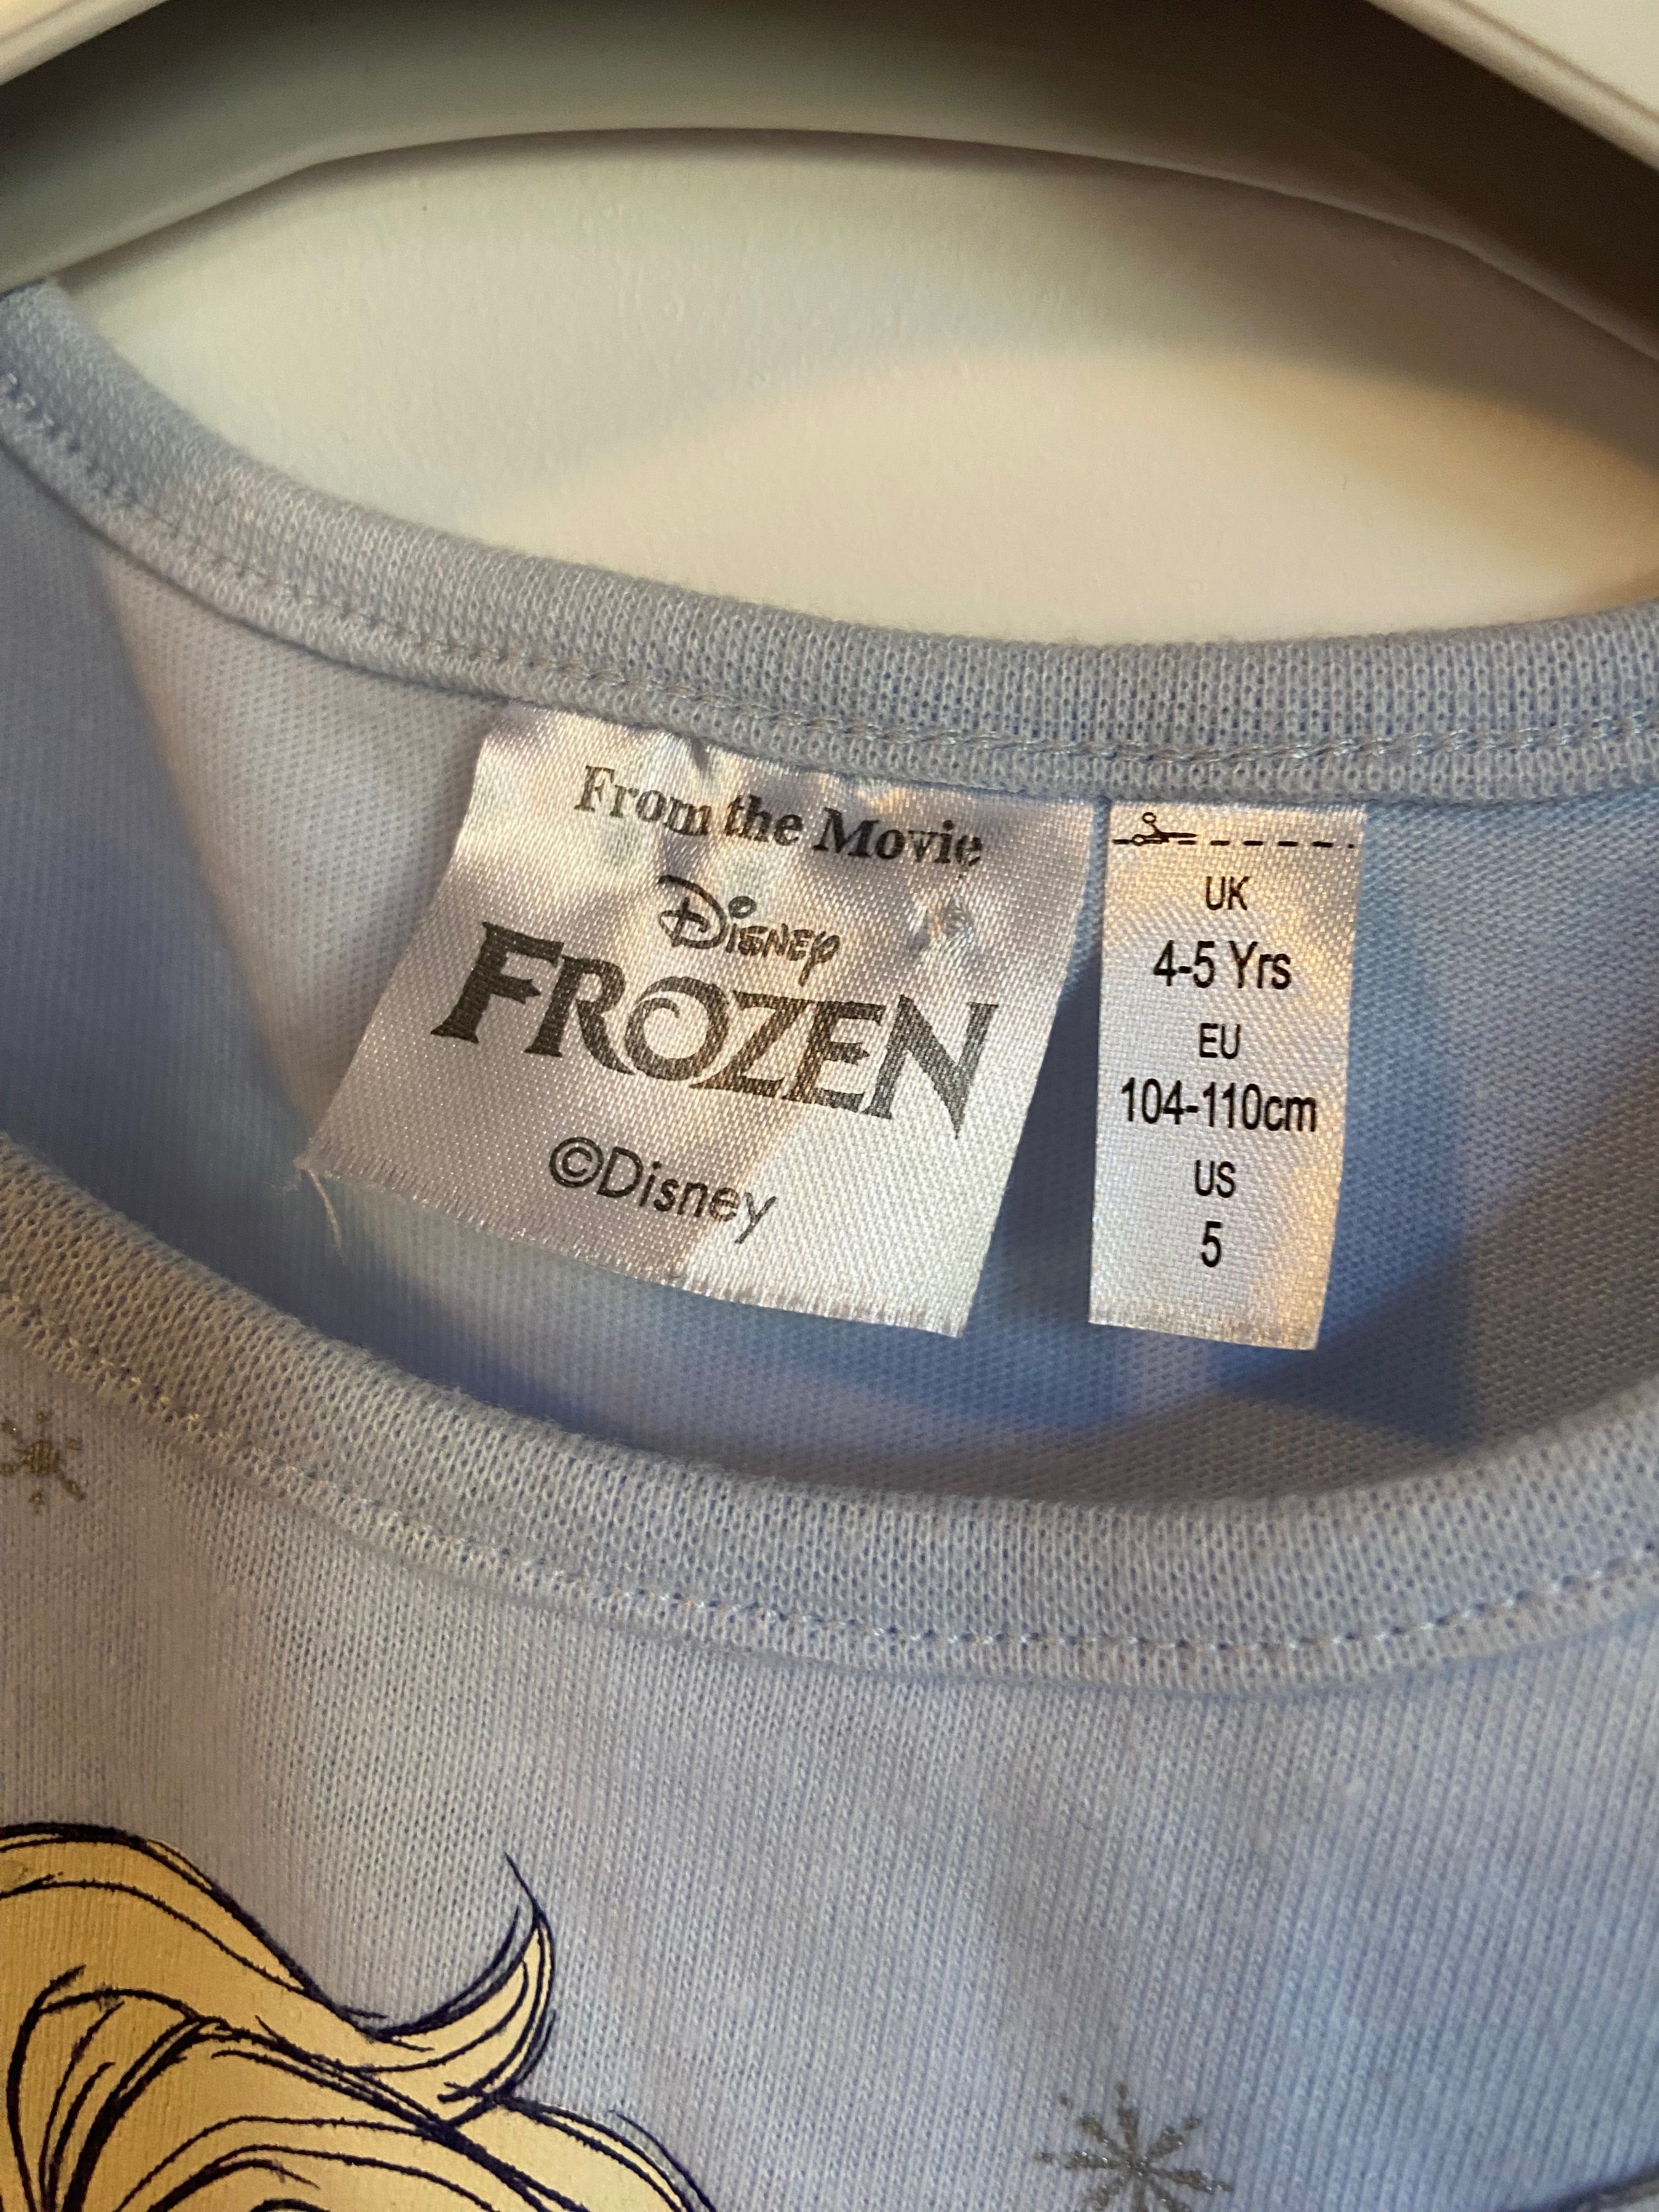 From the Movie
Disney
FROZEN
©Disney
UK
4-5 Yrs
EU
104-110cm
US
5